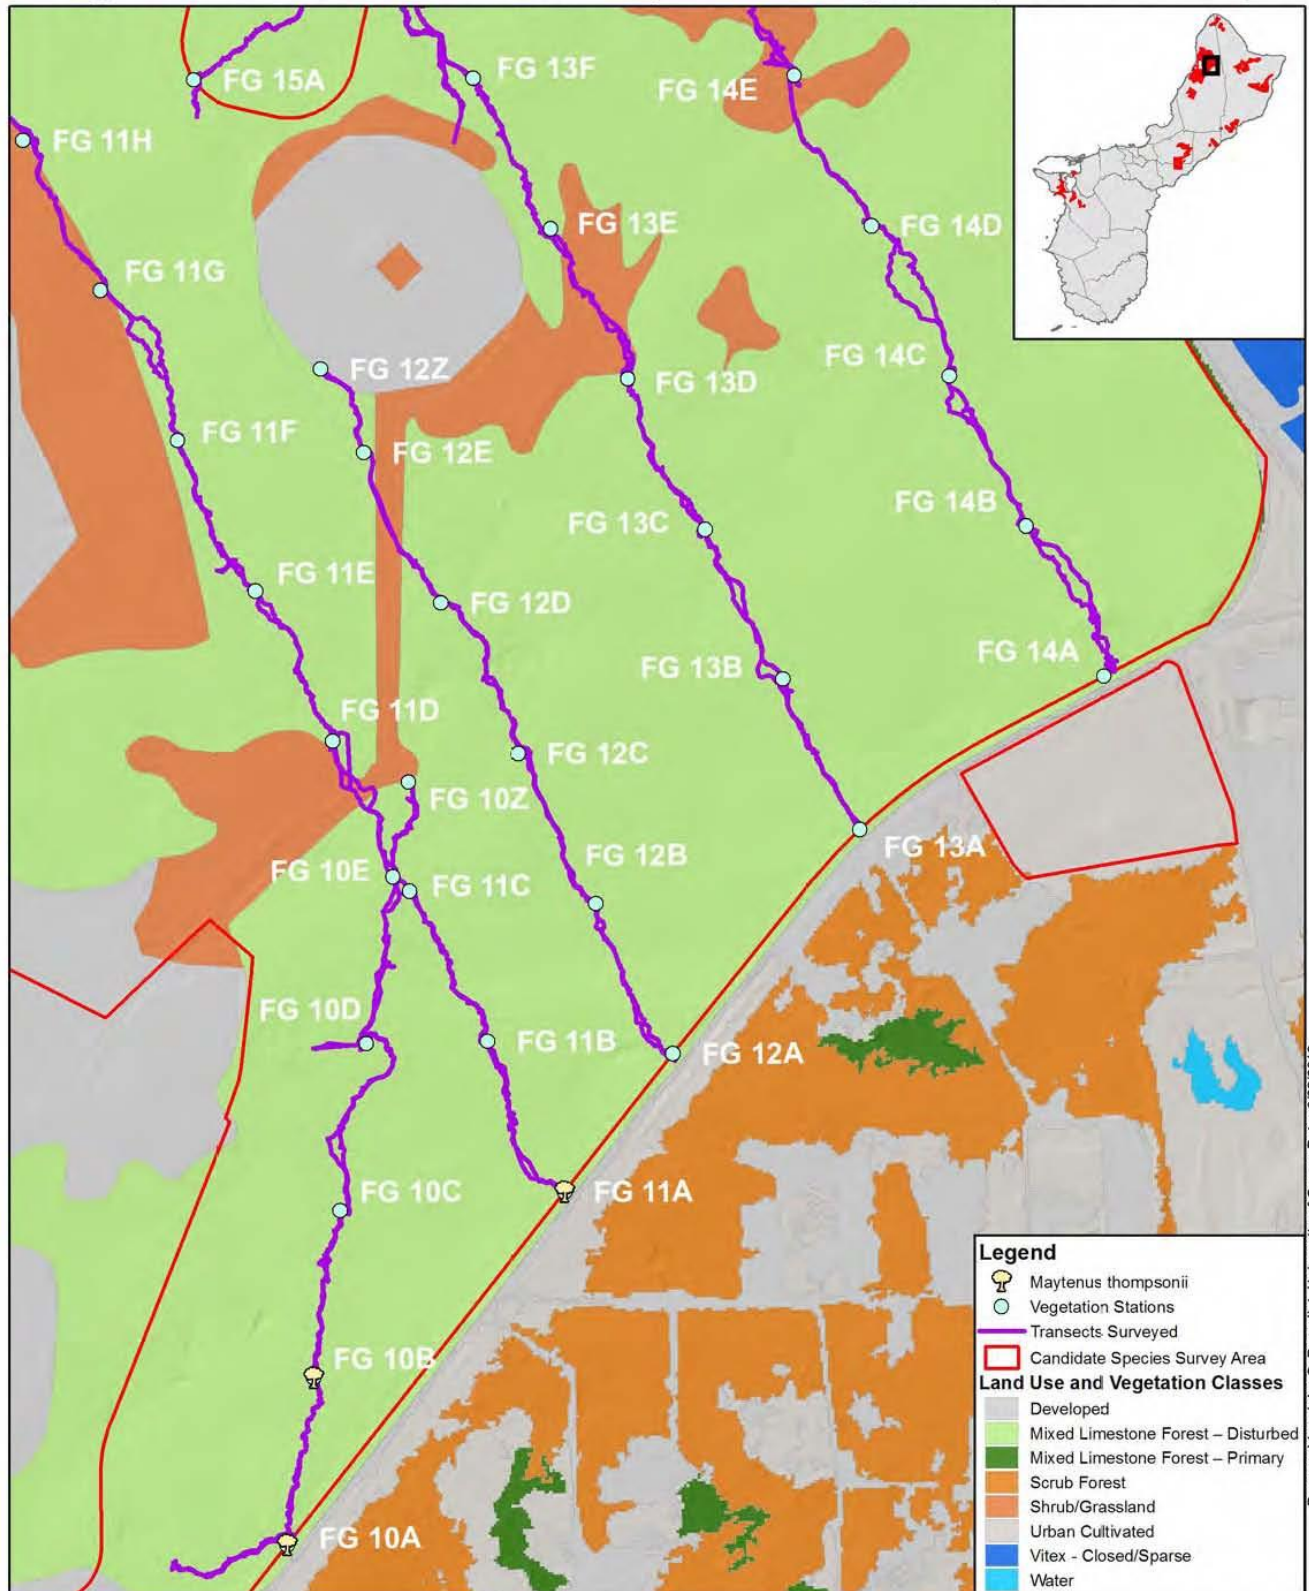 FG 15A
FG 13F
FG 14E
FG 11H
FG 13E
FG 14D
FG 11G
FG 14C
FG 12Z
FG 13D
FG 11F
FG 12E
FG 14B
FG 13C
FG 11E
FG 12D
FG 14A
FG 13B
FG 11D
FG 12C
FG 10Z
FG 13A
FG 12B
FG 10E
FG 11C
FG 10D
FG 11B
FG 12A
FG 10C
FG 11A
FG 10B
FG 10A
Legend
Maytenus thompsonii
Vegetation Stations
Transects Surveyed
Candidate Species Survey Area
Land Use and Vegetation Classes
Developed
Mixed Limestone Forest – Disturbed
Mixed Limestone Forest – Primary
Scrub Forest
Shrub/Grassland
Urban Cultivated
Vitex - Closed/Sparse
Water